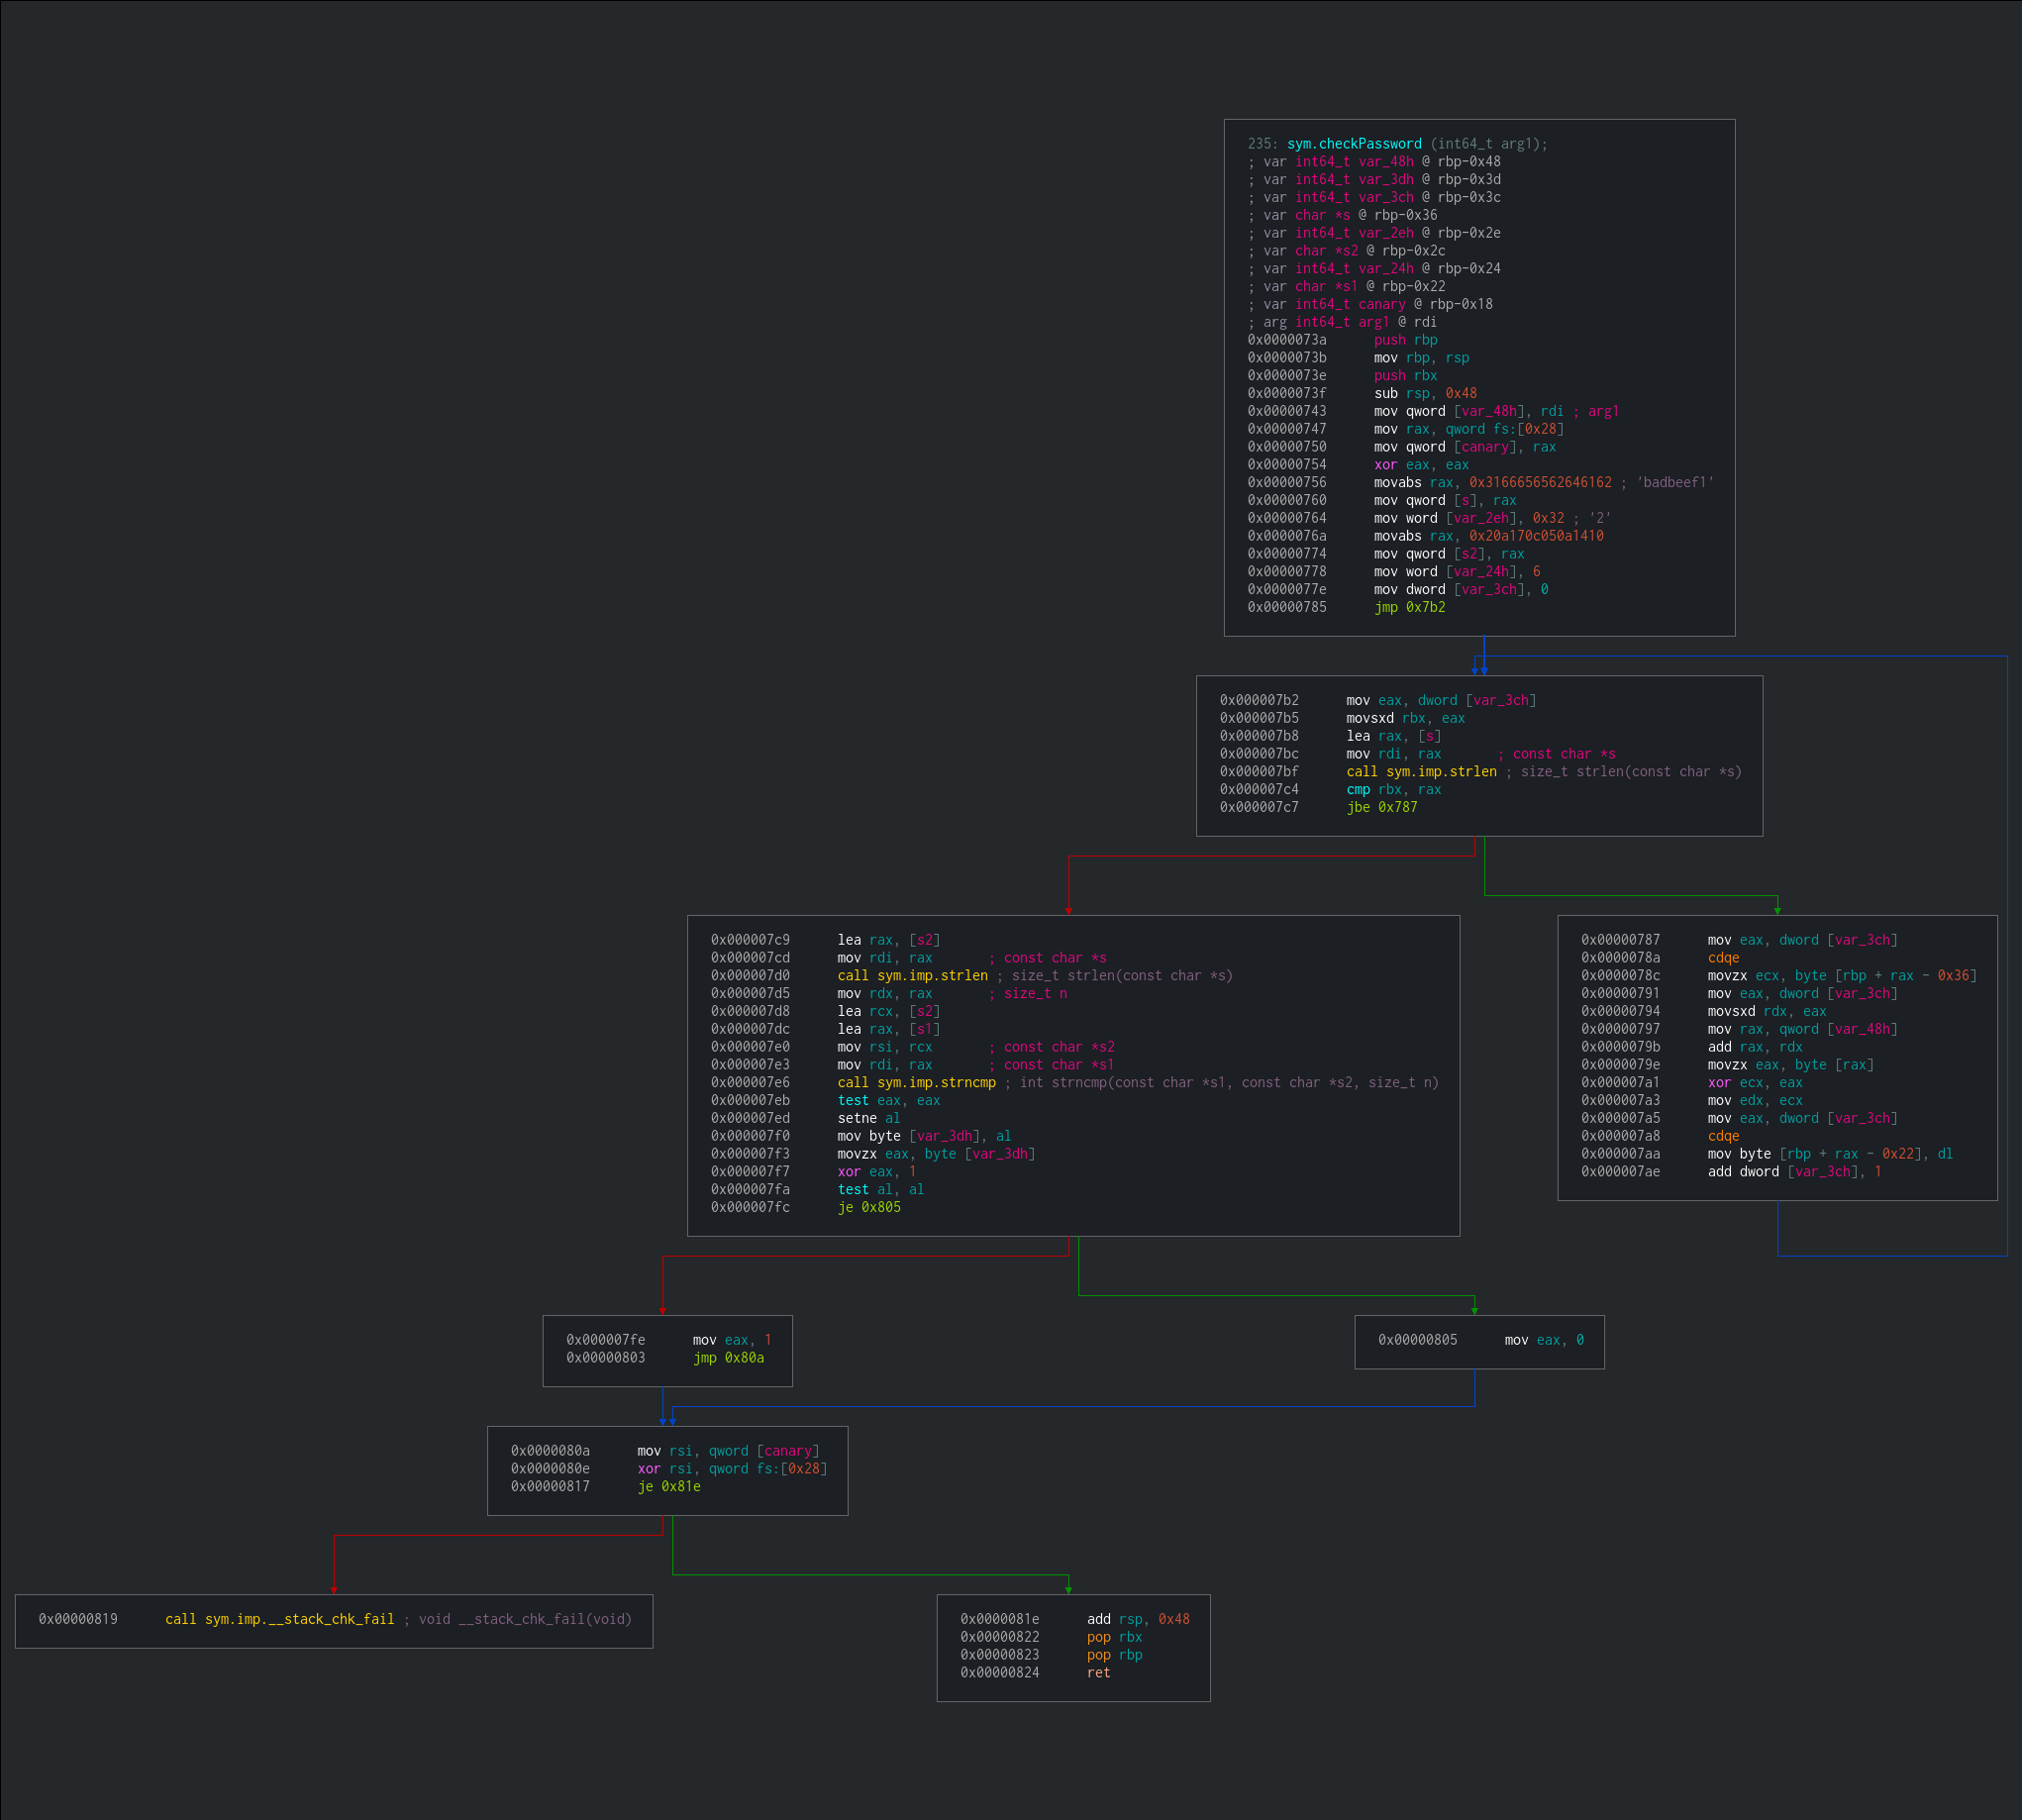 235: sym.checkPassword (int64_t arg1);
; var int64_t var_48h @ rbp-0x48
; var int64_t var_3dh @ rbp-0x3d
; var int64_t var_3ch @ rbp-0x3c
; var char *s @ rbp-0x36
; var int64_t var_2eh @ rbp-0x2e
; var char *s2 @ rbp-0x2c
; var int64_t var_24h @ rbp-0x24
; var char *s1 @ rbp-0x22
; var int64_t canary @ rbp-0x18
; arg int64_t arg1 @ rdi
0x0000073a push rbp
0x0000073b mov rbp, rsp
0x0000073e push rbx
0x0000073f sub rsp, 0x48
0x00000743 mov qword [var_48h], rdi ; arg1
0x00000747 mov rax, qword fs:[0x28]
0x00000750 mov qword [canary], rax
0x00000754 xor eax, eax
0x00000756 movabs rax, 0x3166656562646162 ; 'badbeef1'
0x00000760 mov qword [s], rax
0x00000764 mov word [var_2eh], 0x32 ; '2'
0x0000076a movabs rax, 0x20a170c050a1410
0x00000774 mov qword [s2], rax
0x00000778 mov word [var_24h], 6
0x0000077e mov dword [var_3ch], 0
0x00000785 jmp 0x7b2
0x000007b2 mov eax, dword [var_3ch]
0x000007b5 movsxd rbx, eax
0x000007b8 lea rax, [s]
0x000007bc mov rdi, rax ; const char *s
0x000007bf call sym.imp.strlen ; size_t strlen(const char *s)
0x000007c4 cmp rbx, rax
0x000007c7 jbe 0x787
0x000007c9 lea rax, [s2]
0x000007cd mov rdi, rax ; const char *s
0x000007d0 call sym.imp.strlen ; size_t strlen(const char *s)
0x000007d5 mov rdx, rax ; size_t n
0x000007d8 lea rcx, [s2]
0x000007dc lea rax, [s1]
0x000007e0 mov rsi, rcx ; const char *s2
0x000007e3 mov rdi, rax ; const char *s1
0x000007e6 call sym.imp.strncmp ; int strncmp(const char *s1, const char *s2, size_t n)
0x000007eb test eax, eax
0x000007ed setne al
0x000007f0 mov byte [var_3dh], al
0x000007f3 movzx eax, byte [var_3dh]
0x000007f7 xor eax, 1
0x000007fa test al, al
0x000007fc je 0x805
0x00000787 mov eax, dword [var_3ch]
0x0000078a cdqe
0x0000078c movzx ecx, byte [rbp + rax - 0x36]
0x00000791 mov eax, dword [var_3ch]
0x00000794 movsxd rdx, eax
0x00000797 mov rax, qword [var_48h]
0x0000079b add rax, rdx
0x0000079e movzx eax, byte [rax]
0x000007a1 xor ecx, eax
0x000007a3 mov edx, ecx
0x000007a5 mov eax, dword [var_3ch]
0x000007a8 cdqe
0x000007aa mov byte [rbp + rax - 0x22], dl
0x000007ae add dword [var_3ch], 1
0x000007fe mov eax, 1
0x00000803 jmp 0x80a
0x00000805 mov eax, 0
0x0000080a mov rsi, qword [canary]
0x0000080e xor rsi, qword fs:[0x28]
0x00000817 je 0x81e
0x00000819 call sym.imp.__stack_chk_fail ; void __stack_chk_fail(void)
0x0000081e add rsp, 0x48
0x00000822 pop rbx
0x00000823 pop rbp
0x00000824 ret